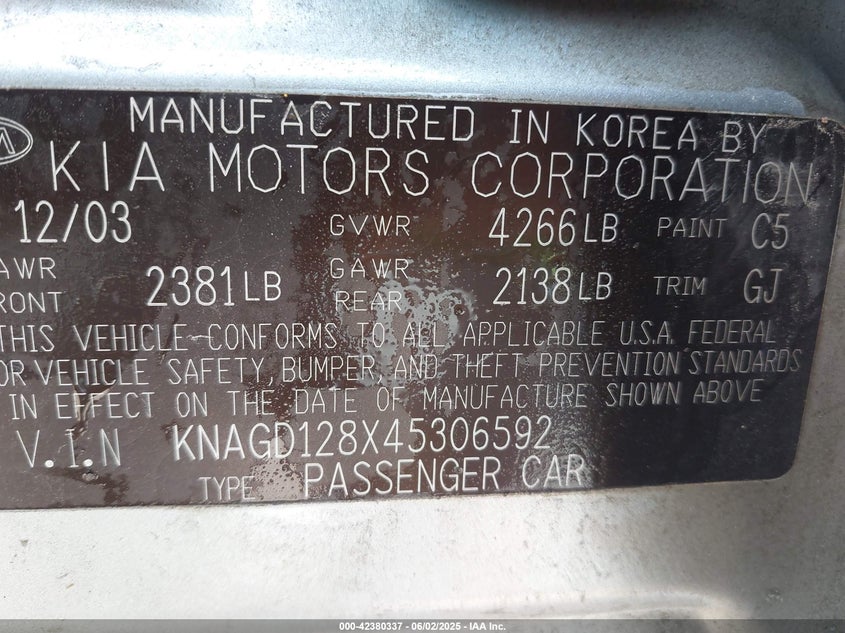 MANUFACTURED IN KOREA BY
KIA MOTORS CORPORATION
12/03 GVWR 4266LB PAINT C5
AWR FRONT 2381LB GAWR REAR 2138LB TRIM GJ
THIS VEHICLE CONFORMS TO ALL APPLICABLE U.S.A. FEDERAL
OR VEHICLE SAFETY, BUMPER, AND THEFT PREVENTION STANDARDS
IN EFFECT ON THE DATE OF MANUFACTURE SHOWN ABOVE
V.I.N KNAGD128X45306592
TYPE PASSENGER CAR
000-42380337 - 06/02/2025 - IAA Inc.